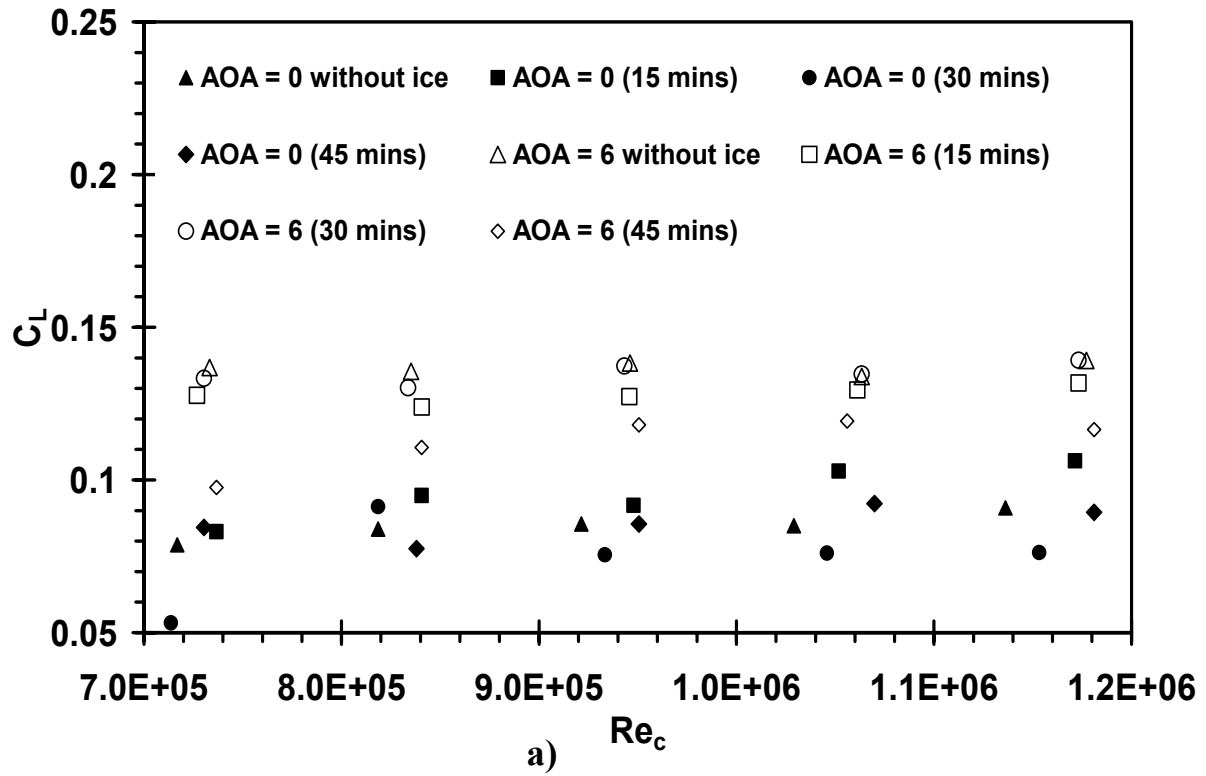 0.25
AOA = 0 without ice AOA = 0 (15 mins) AOA = 0 (30 mins)
AOA = 0 (45 mins) AOA = 6 without ice AOA = 6 (15 mins)
AOA = 6 (30 mins) AOA = 6 (45 mins)
0.2
0.15
CL
0.1
0.05
7.0E+05 8.0E+05 9.0E+05 1.0E+06 1.1E+06 1.2E+06
Rec
a)